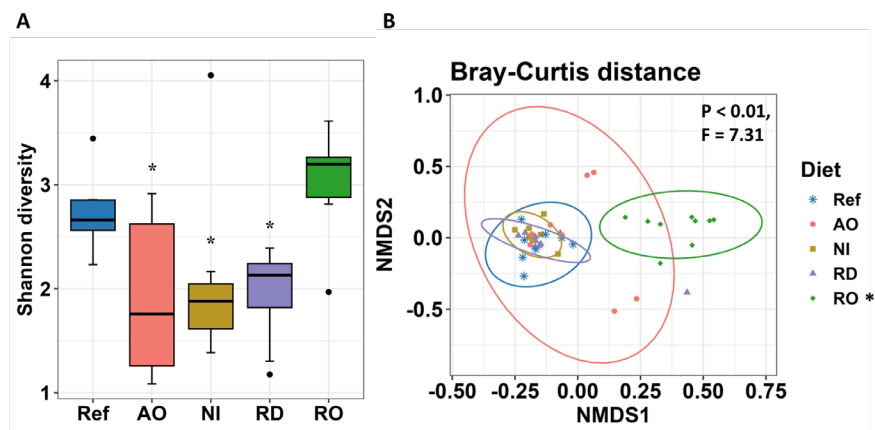 A
B
Shannon diversity
4
3
2
1
*
*
*
Ref AO NI RD RO
Bray-Curtis distance
P < 0.01,
F = 7.31
NMDS2
1.0
0.5
0.0
-0.5
-0.50 -0.25 0.00 0.25 0.50 0.75
NMDS1
Diet
Ref
AO
NI
RD
RO *